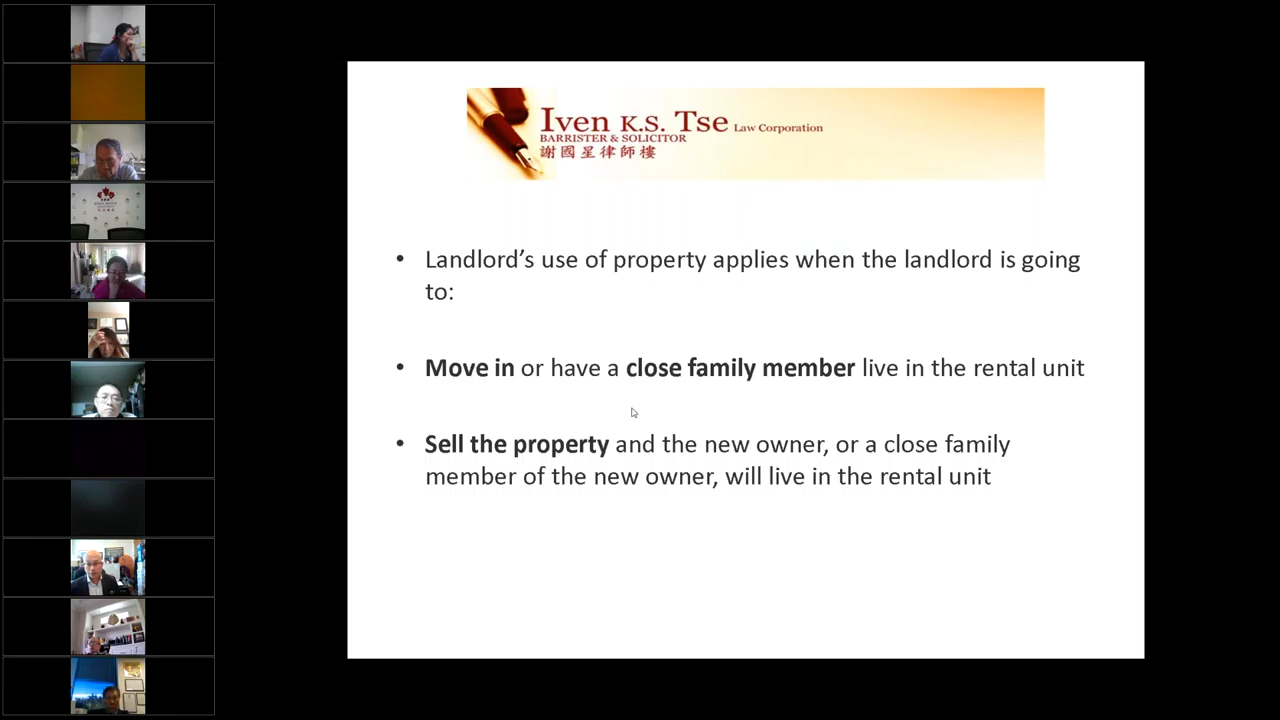 Iven K.S. Tse Law Corporation
BARRISTER & SOLICITOR
謝國星律師樓
• Landlord’s use of property applies when the landlord is going
to:
• Move in or have a close family member live in the rental unit
• Sell the property and the new owner, or a close family
member of the new owner, will live in the rental unit